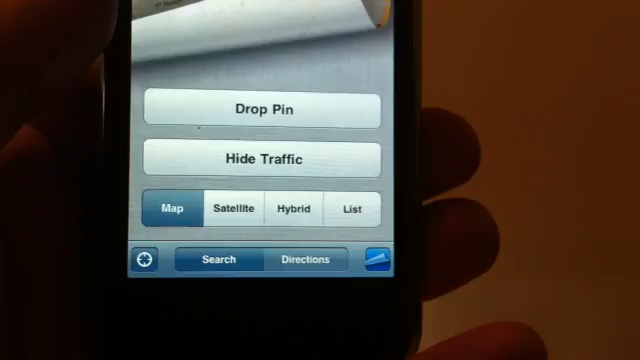 Drop Pin
Hide Traffic
Map Satellite Hybrid List
Search Directions